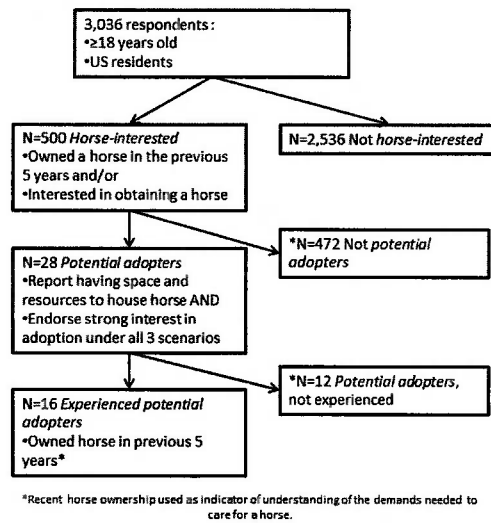 3,036 respondents :
•≥18 years old
•US residents
N=500 Horse-interested
•Owned a horse in the previous
5 years and/or
•Interested in obtaining a horse
N=2,536 Not horse-interested
*N=472 Not potential
adopters
N=28 Potential adopters
•Report having space and
resources to house horse AND
•Endorse strong interest in
adoption under all 3 scenarios
*N=12 Potential adopters,
not experienced
N=16 Experienced potential
adopters
•Owned horse in previous 5
years*
*Recent horse ownership used as indicator of understanding of the demands needed to
care for a horse.